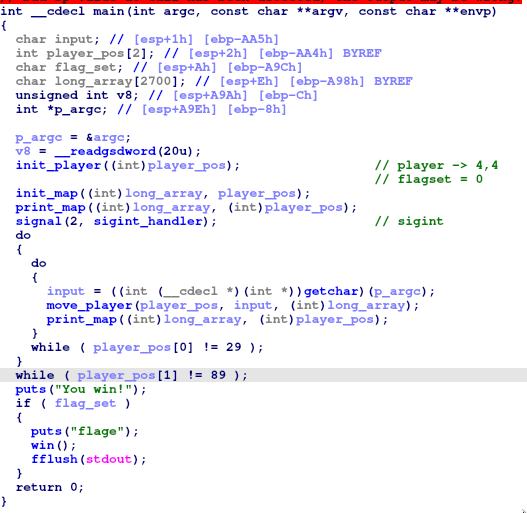 int __cdecl main(int argc, const char **argv, const char **envp)
{
  char input; // [esp+1h] [ebp-AA5h]
  int player_pos[2]; // [esp+2h] [ebp-AA4h] BYREF
  char flag_set; // [esp+Ah] [ebp-A9Ch]
  char long_array[2700]; // [esp+Eh] [ebp-A98h] BYREF
  unsigned int v8; // [esp+A9Ah] [ebp-Ch]
  int *p_argc; // [esp+A9Eh] [ebp-8h]

  p_argc = &argc;
  v8 = __readgsdword(20u);
  init_player((int)player_pos);                    // player -> 4,4
                                                   // flagset = 0
  init_map((int)long_array, player_pos);
  print_map((int)long_array, (int)player_pos);
  signal(2, sigint_handler);                       // sigint
  do
  {
    do
    {
      input = ((int (__cdecl *)(int *))getchar)(p_argc);
      move_player(player_pos, input, (int)long_array);
      print_map((int)long_array, (int)player_pos);
    }
    while ( player_pos[0] != 29 );
  }
  while ( player_pos[1] != 89 );
  puts("You win!");
  if ( flag_set )
  {
    puts("flage");
    win();
    fflush(stdout);
  }
  return 0;
}